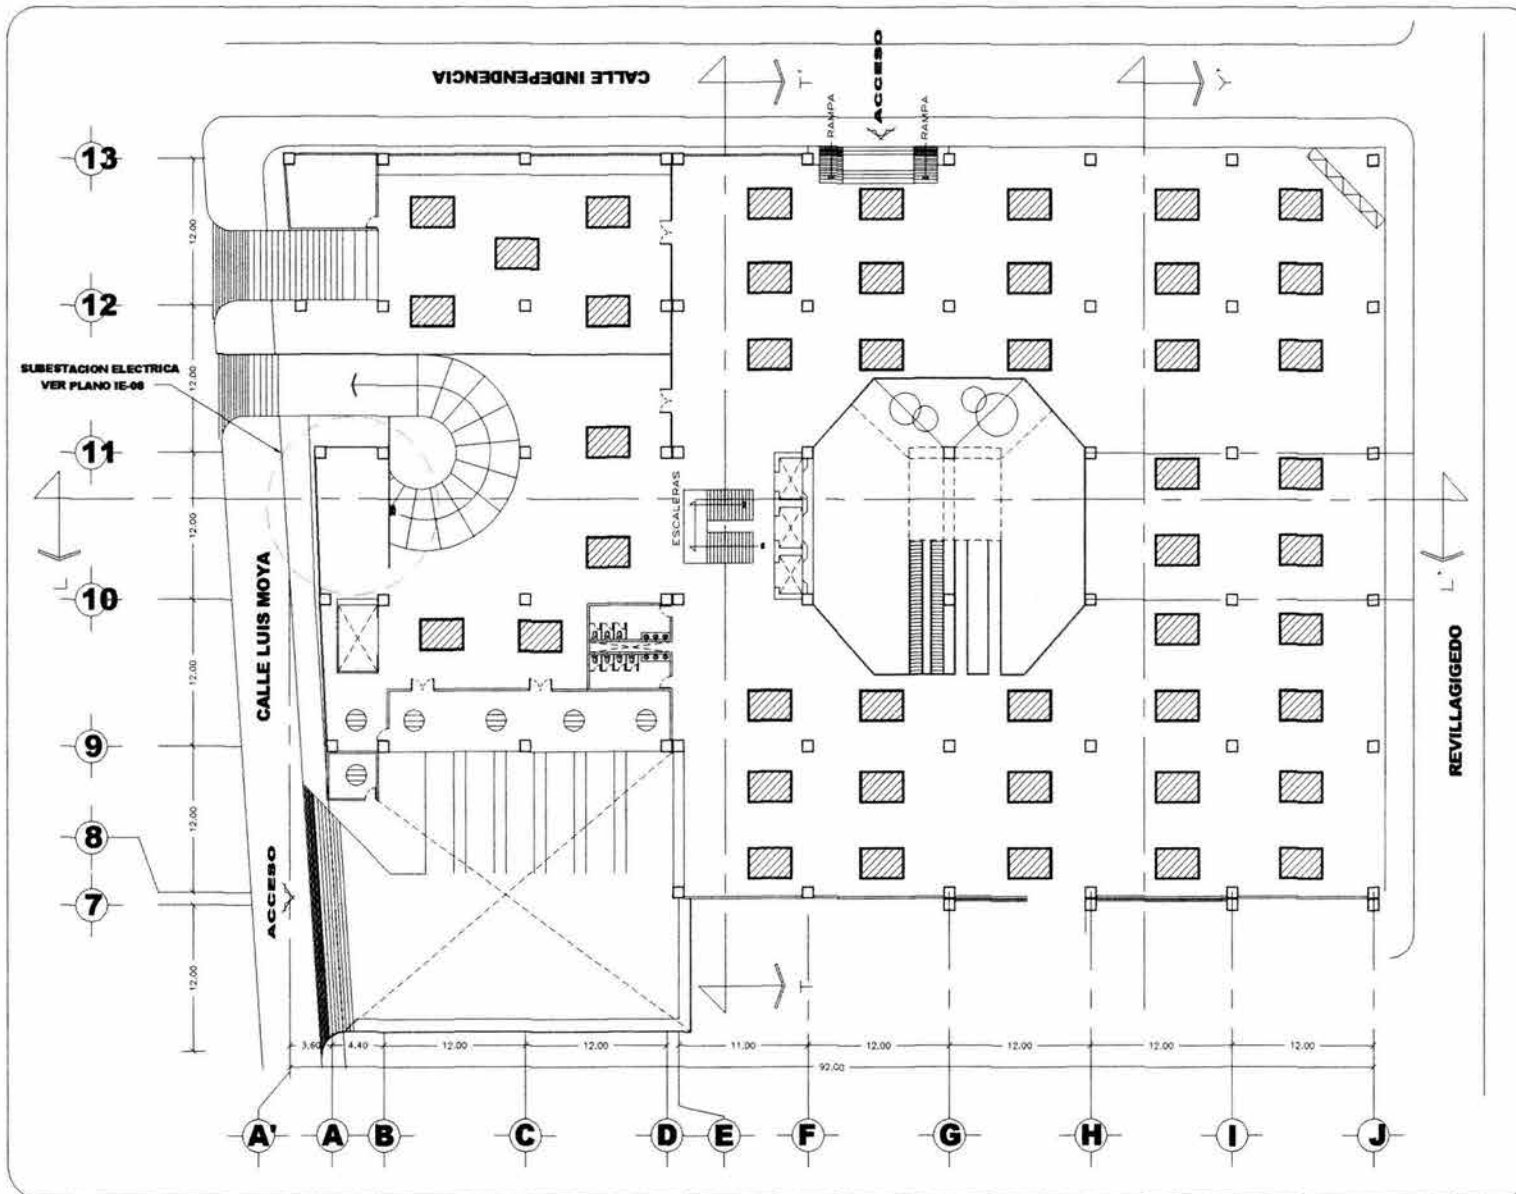 CALLE INDEPENDENCIA
T'
ACCESO
Y'
RAMPA
RAMPA
13
12.00
12
SUBESTACION ELECTRICA
VER PLANO IE-08
12.00
11
ESCALERAS
L
L'
12.00
10
CALLE LUIS MOYA
REVILLAGIGEDO
12.00
9
12.00
8
ACCESO
7
12.00
T
3.60
4.40
12.00
12.00
11.00
12.00
12.00
12.00
12.00
92.00
A'
A
B
C
D
E
F
G
H
I
J